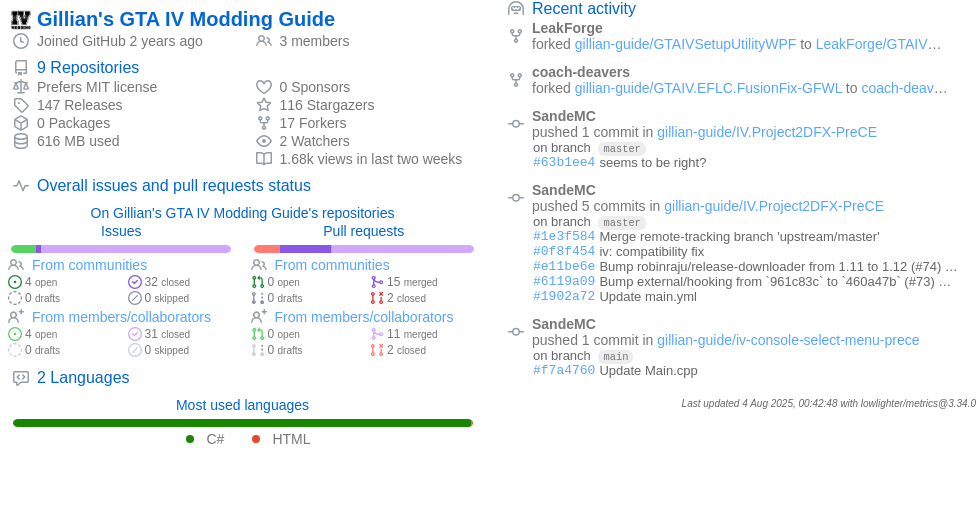 Gillian's GTA IV Modding Guide
Joined GitHub 2 years ago
3 members
9 Repositories
Prefers MIT license
147 Releases
0 Packages
616 MB used
0 Sponsors
116 Stargazers
17 Forkers
2 Watchers
1.68k views in last two weeks
Overall issues and pull requests status
On Gillian's GTA IV Modding Guide's repositories
Issues
From communities
4 open
32 closed
0 drafts
0 skipped
From members/collaborators
4 open
31 closed
0 drafts
0 skipped
Pull requests
From communities
0 open
15 merged
0 drafts
2 closed
From members/collaborators
0 open
11 merged
0 drafts
2 closed
2 Languages
Most used languages
C#
HTML
Recent activity
LeakForge
forked gillian-guide/GTAIVSetupUtilityWPF to LeakForge/GTAIV…
coach-deavers
forked gillian-guide/GTAIV.EFLC.FusionFix-GFWL to coach-deav…
SandeMC
pushed 1 commit in gillian-guide/IV.Project2DFX-PreCE
on branch master
#63b1ee4 seems to be right?
SandeMC
pushed 5 commits in gillian-guide/IV.Project2DFX-PreCE
on branch master
#1e3f584 Merge remote-tracking branch 'upstream/master'
#0f8f454 iv: compatibility fix
#e11be6e Bump robinraju/release-downloader from 1.11 to 1.12 (#74) …
#6119a09 Bump external/hooking from `961c83c` to `460a47b` (#73) …
#1902a72 Update main.yml
SandeMC
pushed 1 commit in gillian-guide/iv-console-select-menu-prece
on branch main
#f7a4760 Update Main.cpp
Last updated 4 Aug 2025, 00:42:48 with lowlighter/metrics@3.34.0